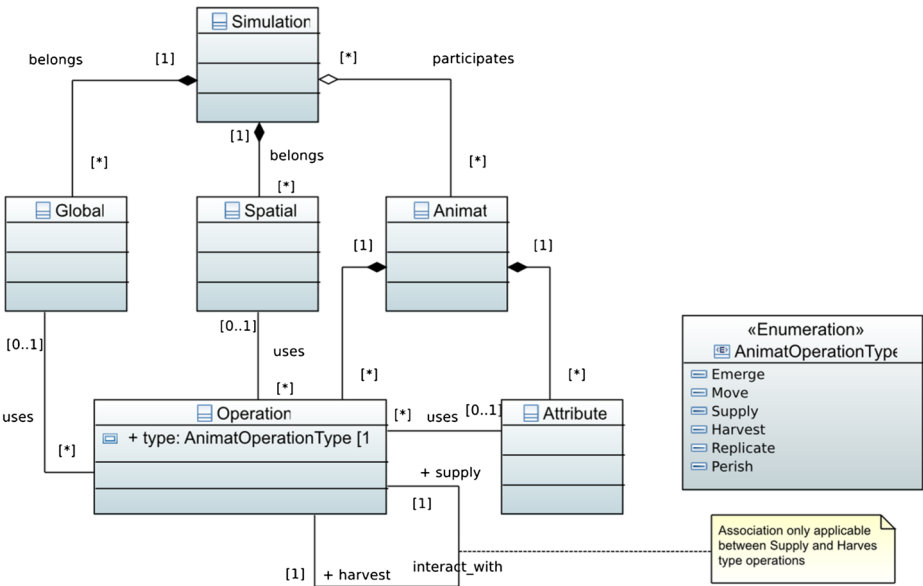 Simulation
belongs
[1]
[*]
participates
[1]
belongs
[*]
[*]
[*]
Global
Spatial
Animat
[1]
[1]
[0..1]
[0..1]
uses
«Enumeration»
AnimatOperationType
Emerge
Move
Supply
Harvest
Replicate
Perish
[*]
[*]
[*]
uses
Operation
[*]
uses
[0..1]
Attribute
+ type: AnimatOperationType [1
[*]
+ supply
[1]
Association only applicable
between Supply and Harves
type operations
interact_with
[1]
+ harvest